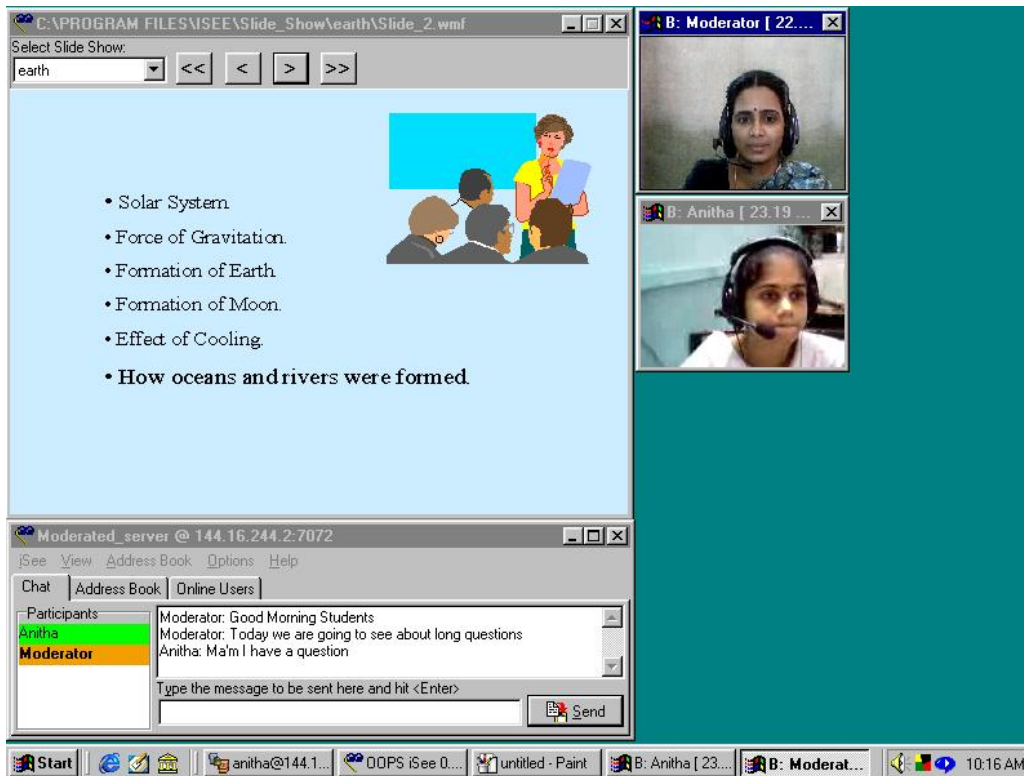 C:\PROGRAM FILES\ISEE\Slide_Show\earth\Slide_2.wmf
Select Slide Show:
earth
<< < > >>
• Solar System
• Force of Gravitation.
• Formation of Earth
• Formation of Moon.
• Effect of Cooling.
• How oceans and rivers were formed.
B: Moderator [ 22....
B: Anitha [ 23.19 ...
Moderated_server @ 144.16.244.2:7072
iSee View Address Book Options Help
Chat Address Book Online Users
Participants
Anitha
Moderator
Moderator: Good Morning Students
Moderator: Today we are going to see about long questions
Anitha: Ma'm I have a question
Type the message to be sent here and hit <Enter>
Send
Start anitha@144.1... OOPS iSee 0.... untitled - Paint B: Anitha [ 23.... B: Moderat... 10:16 AM